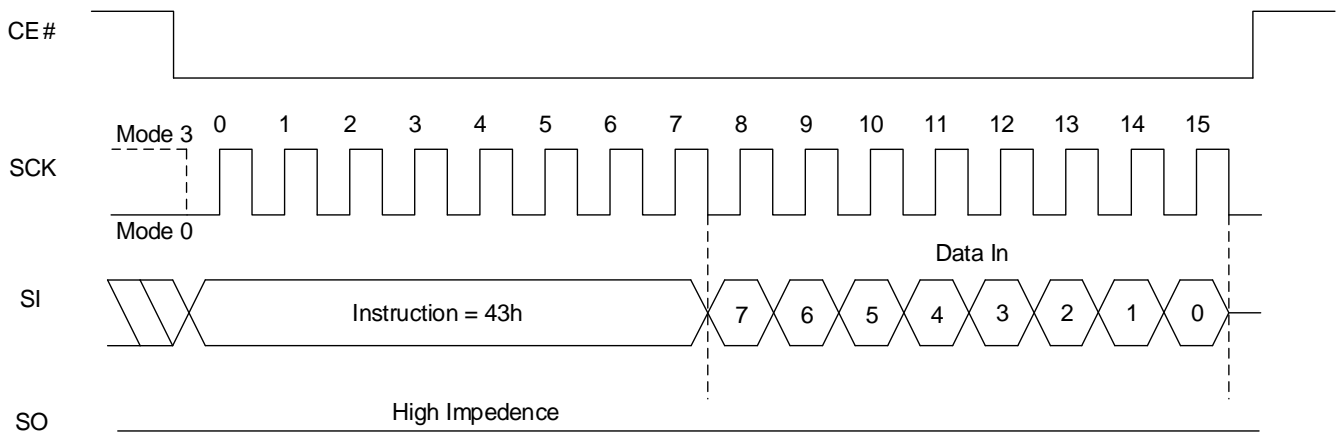 CE#
Mode 3 0 1 2 3 4 5 6 7 8 9 10 11 12 13 14 15
SCK
Mode 0
Data In
SI
Instruction = 43h 7 6 5 4 3 2 1 0
High Impedence
SO